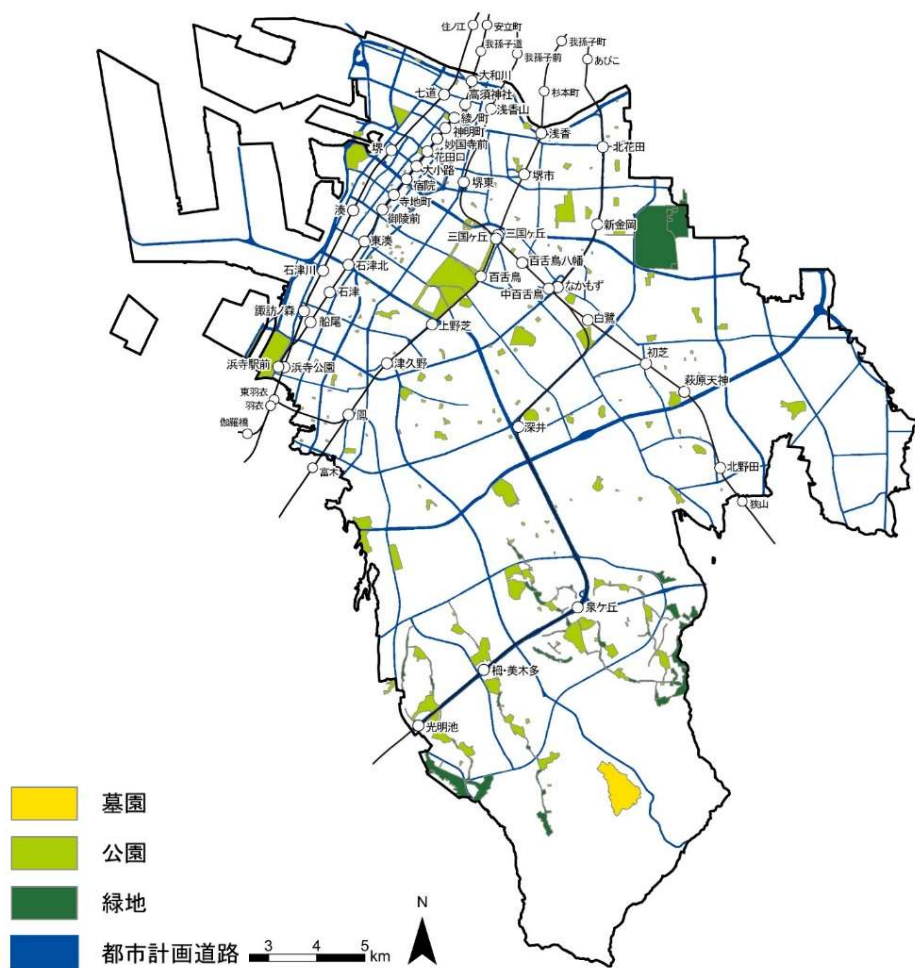 住ノ江
安立町
我孫子道
我孫子前
我孫子町
あびこ
大和川
七道
高須神社
杉本町
浅香山
綾ノ町
神明町
浅香
妙国寺前
北花田
堺
花田口
大小路
堺市
宿院
堺東
寺地町
湊
御陵前
新金岡
三国ヶ丘
三国ケ丘
東湊
百舌鳥八幡
石津川
石津北
百舌鳥
中百舌鳥
なかもず
石津
諏訪ノ森
船尾
上野芝
白鷺
浜寺駅前
浜寺公園
津久野
初芝
萩原天神
東羽衣
羽衣
鳳
伽羅橋
深井
富木
北野田
狭山
泉ケ丘
栂・美木多
光明池
墓園
公園
緑地
都市計画道路
N
3 4 5
km